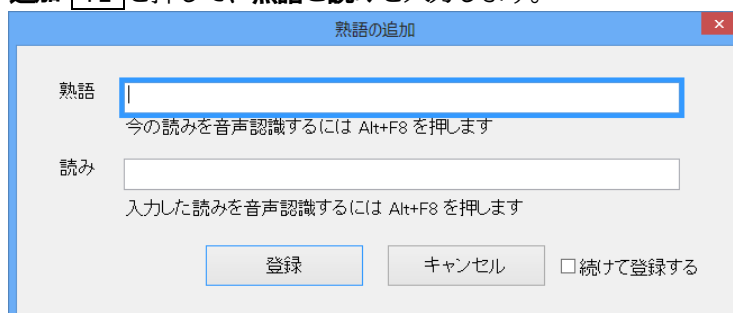 熟語の追加
熟語
今の読みを音声認識するには Alt+F8 を押します
読み
入力した読みを音声認識するには Alt+F8 を押します
登録 キャンセル 続けて登録する